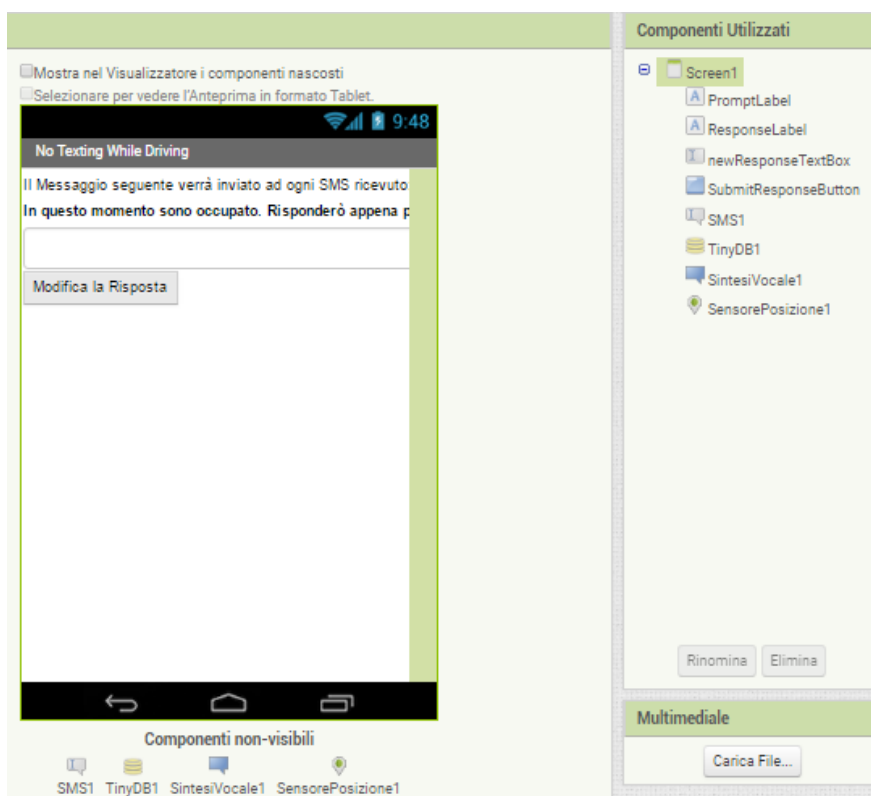 Componenti Utilizzati
Mostra nel Visualizzatore i componenti nascosti
Selezionare per vedere l'Anteprima in formato Tablet.
9:48
No Texting While Driving
Il Messaggio seguente verrà inviato ad ogni SMS ricevuto
In questo momento sono occupato. Risponderò appena p
Modifica la Risposta
Screen1
PromptLabel
ResponseLabel
newResponseTextBox
SubmitResponseButton
SMS1
TinyDB1
SintesiVocale1
SensorePosizione1
Rinomina Elimina
Componenti non-visibili
SMS1 TinyDB1 SintesiVocale1 SensorePosizione1
Multimediale
Carica File...